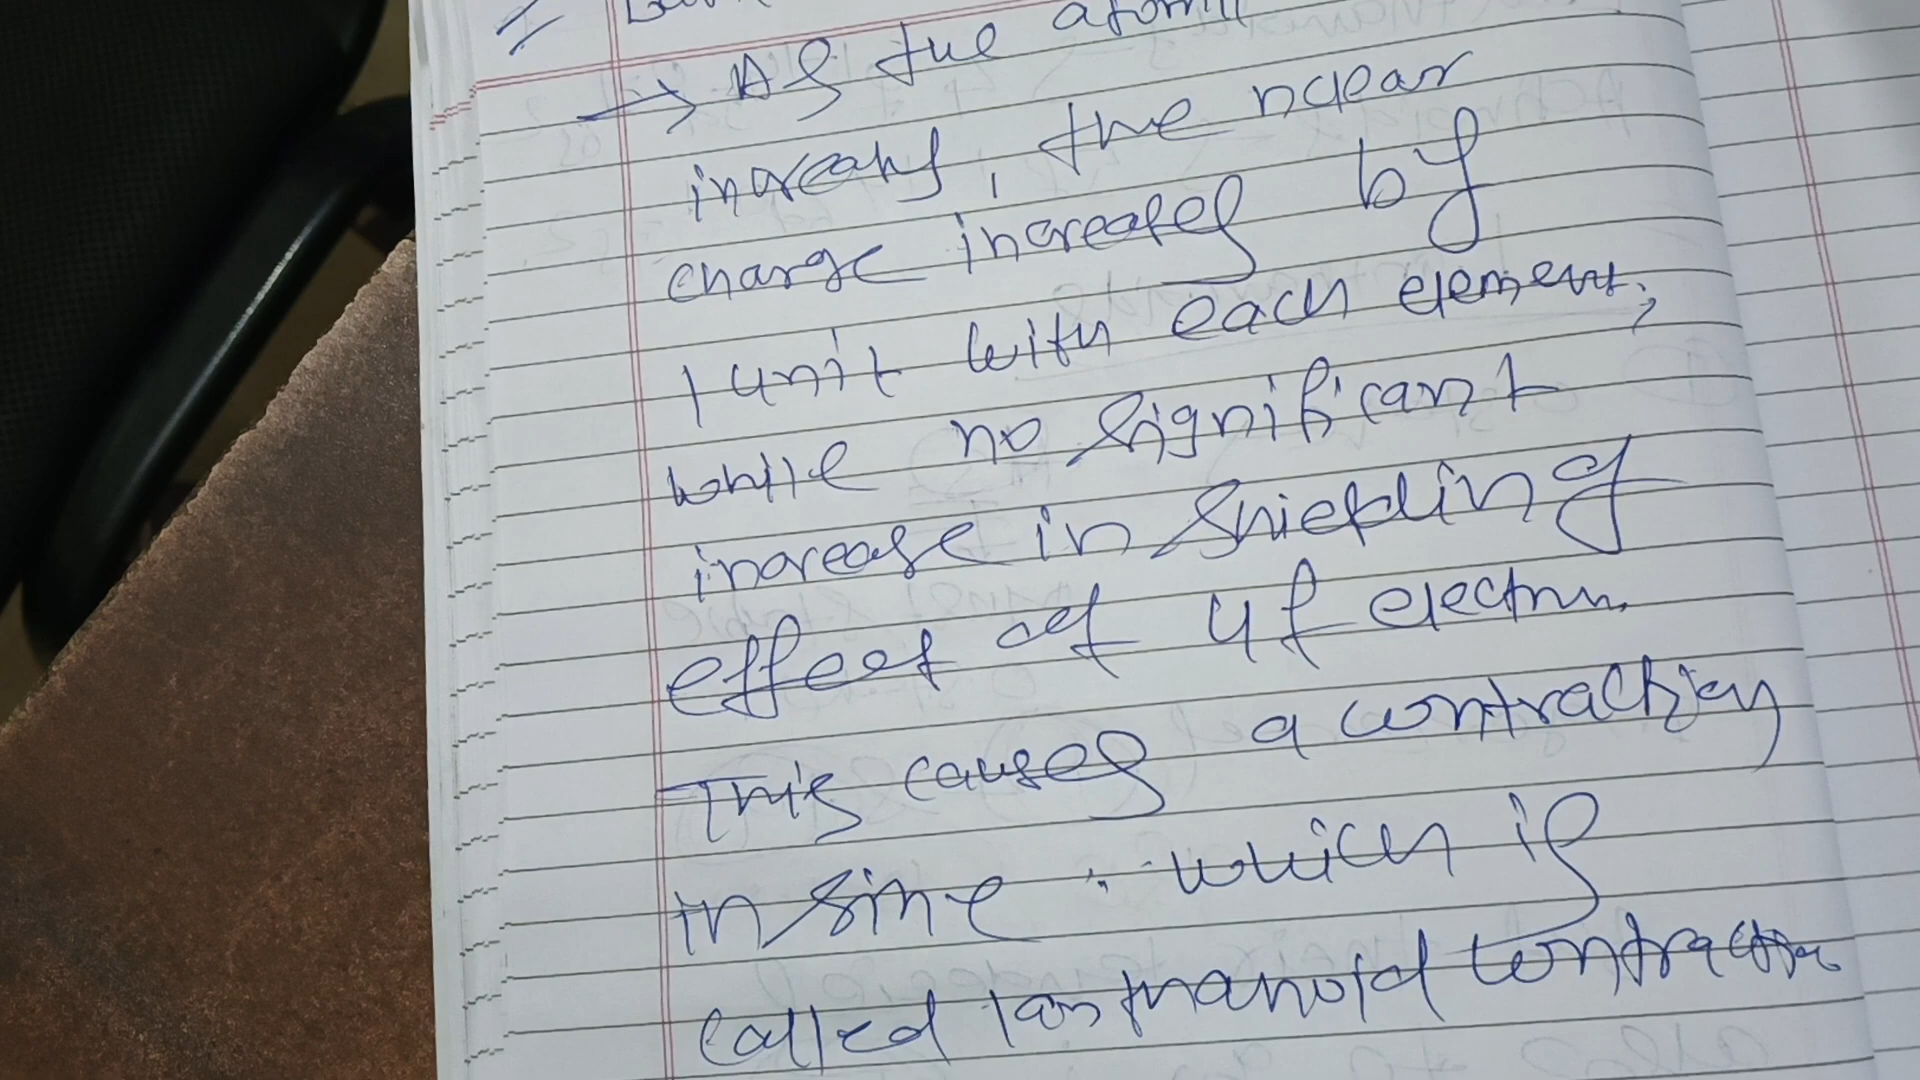 → As the atomic
increases, the nclear
charge increases by
1 unit with each element,
while no significant
increase in shielding
effect of 4f electron.
This causes a contraction
in size . which is
called lanthanoid contraction